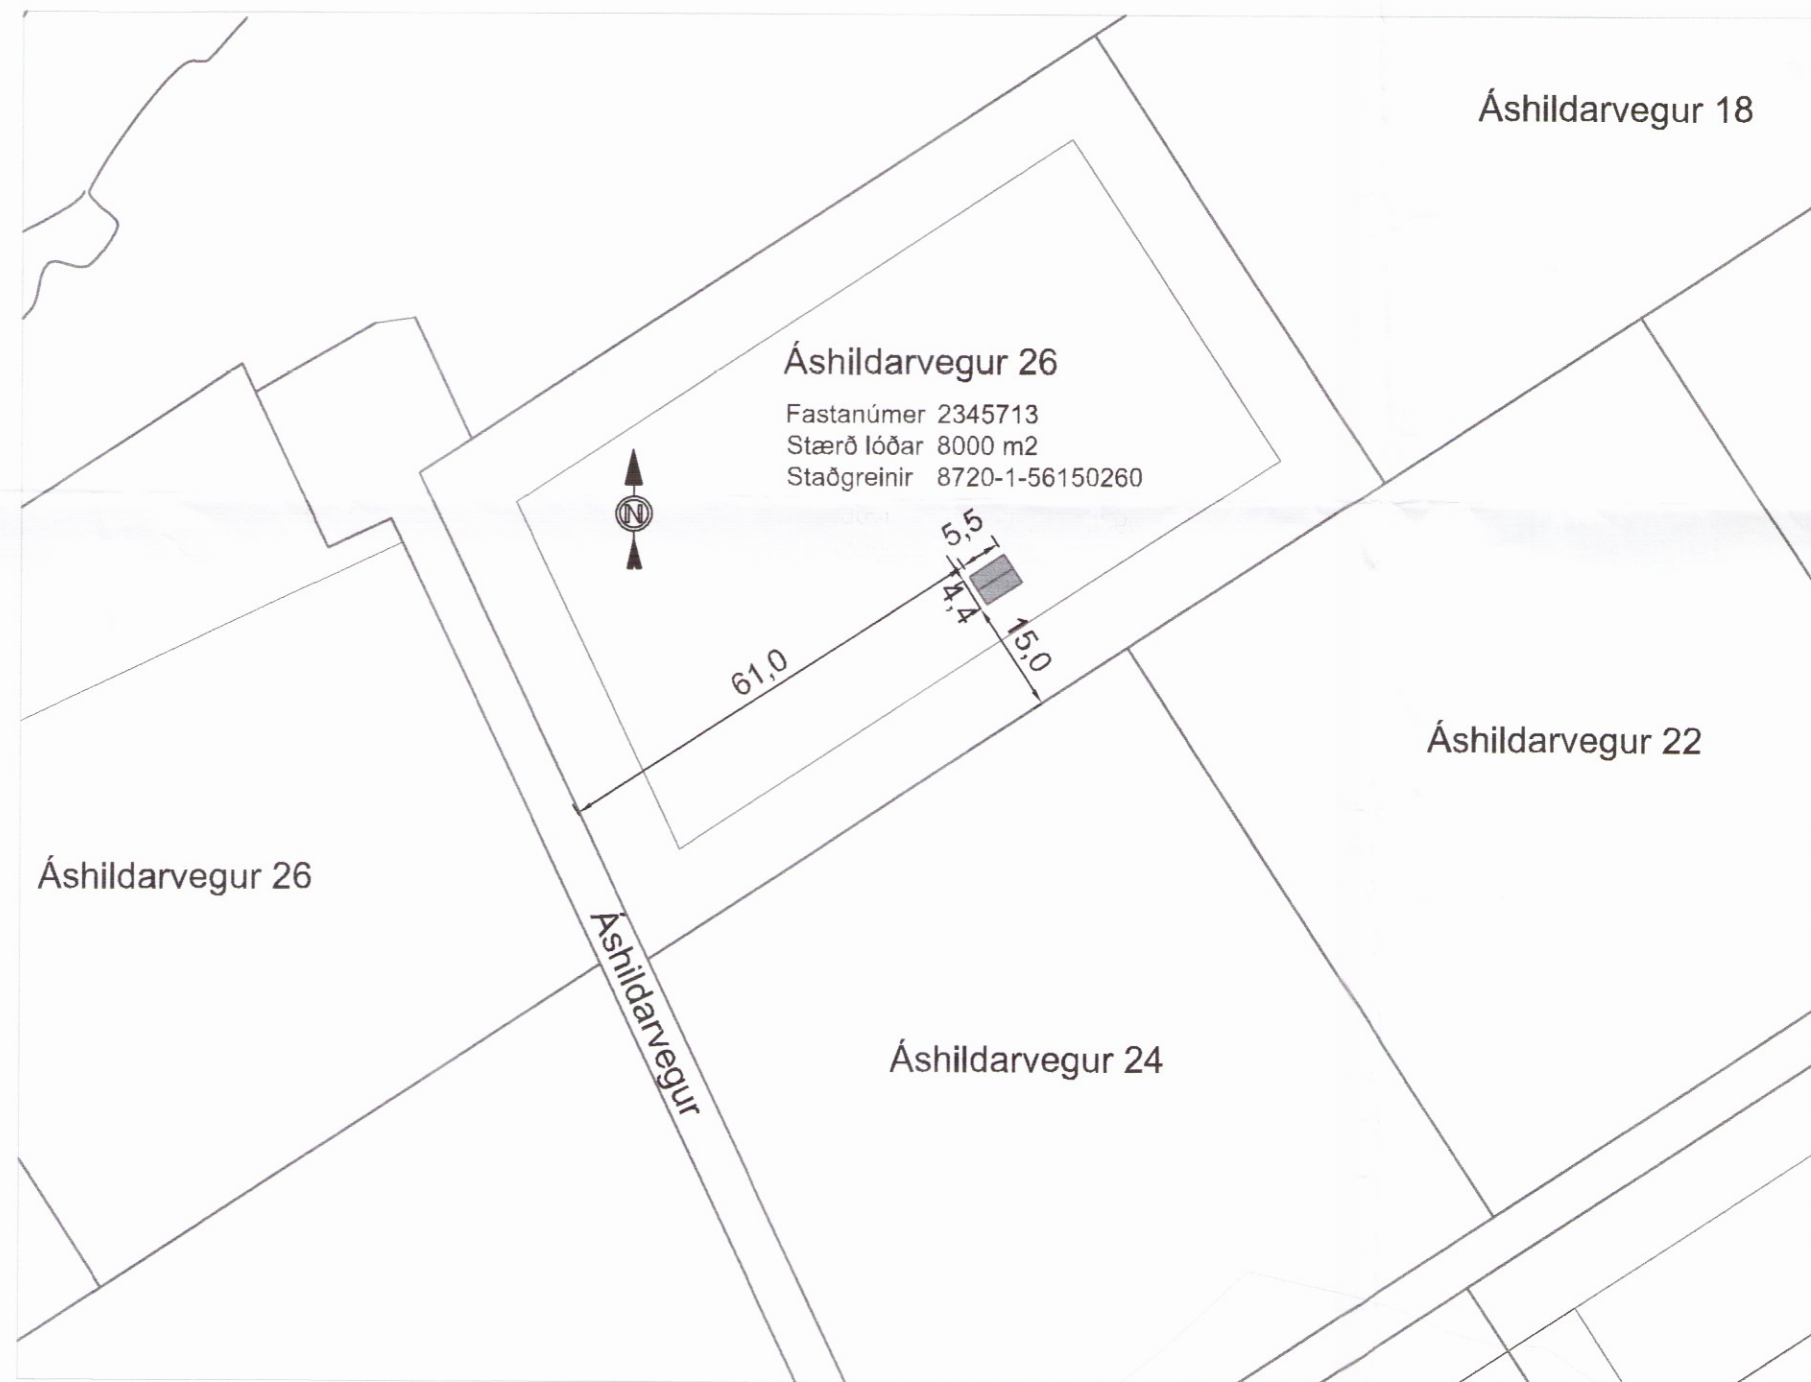 Áshildarvegur 18
Áshildarvegur 26
Fastanúmer 2345713
Stærð lóðar 8000 m2
Staðgreinir 8720-1-56150260
N
5,5
4,4
15,0
61,0
Áshildarvegur 22
Áshildarvegur 26
Áshildarvegur
Áshildarvegur 24